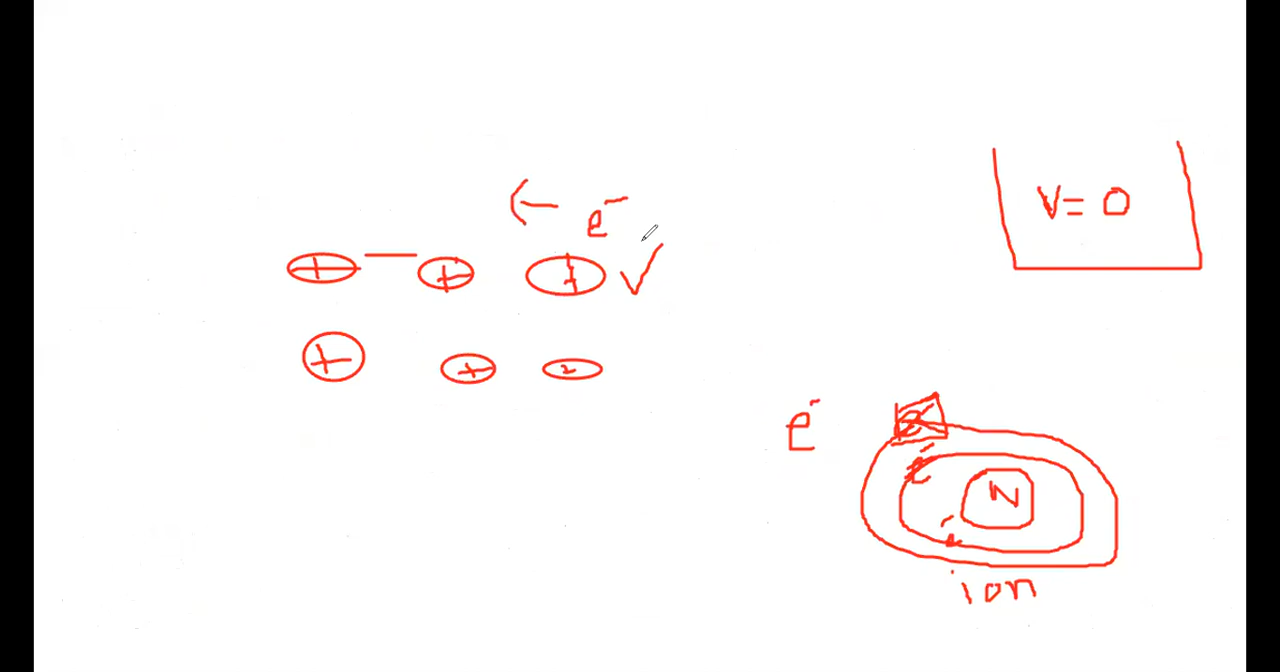 V = 0
e⁻
+ + +
+ +
e⁻
e⁻
N
ion